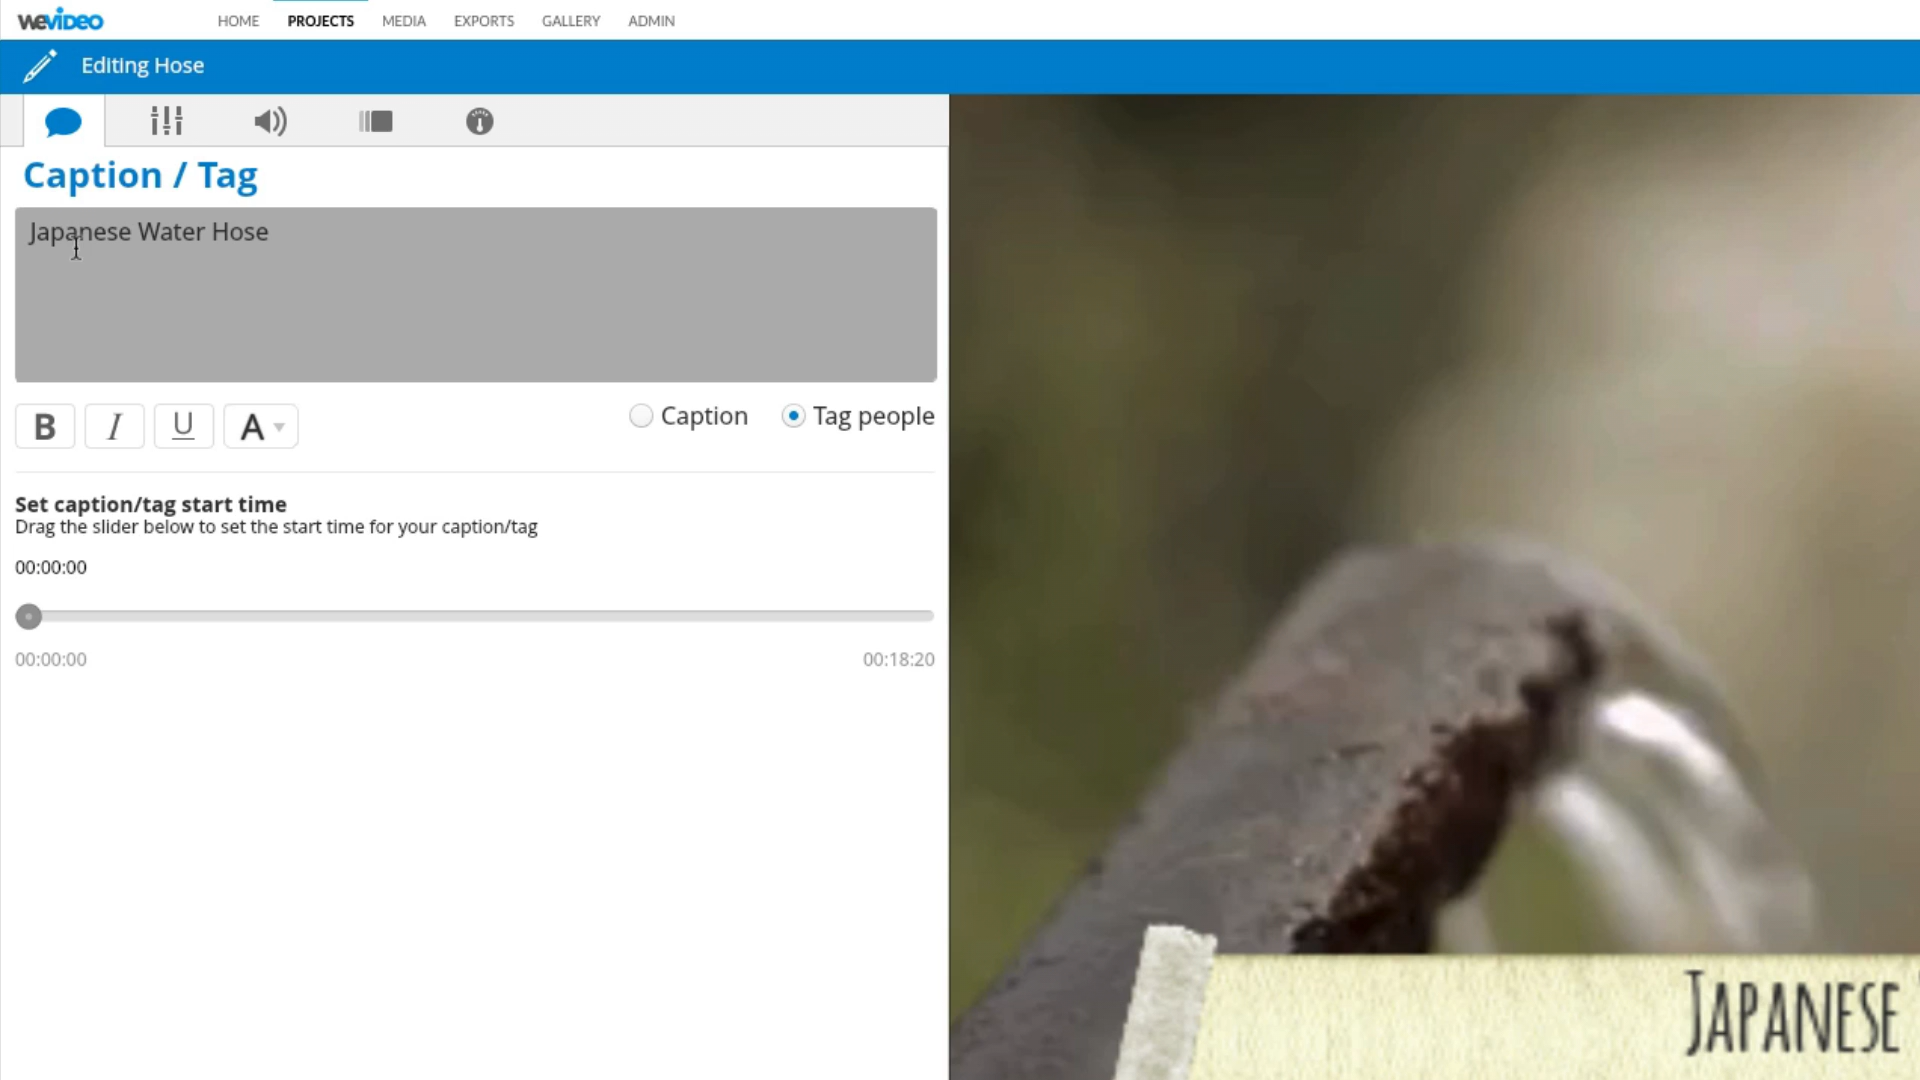 WeVIDEO HOME PROJECTS MEDIA EXPORTS GALLERY ADMIN
Editing Hose
Caption / Tag
Japanese Water Hose
B I U A Caption Tag people
Set caption/tag start time
Drag the slider below to set the start time for your caption/tag
00:00:00
00:00:00 00:18:20
JAPANESE